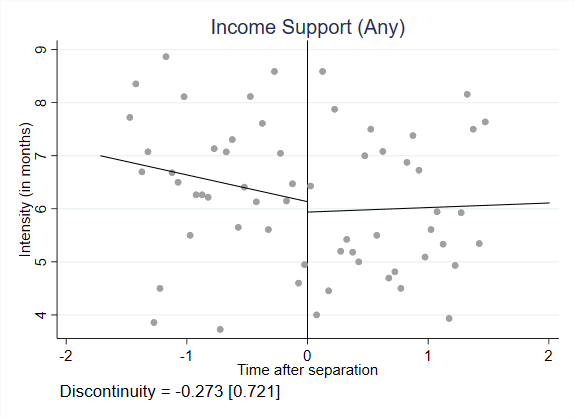 Income Support (Any)
Intensity (in months)
9
8
7
6
5
4
-2 -1 0 1 2
Time after separation
Discontinuity = -0.273 [0.721]